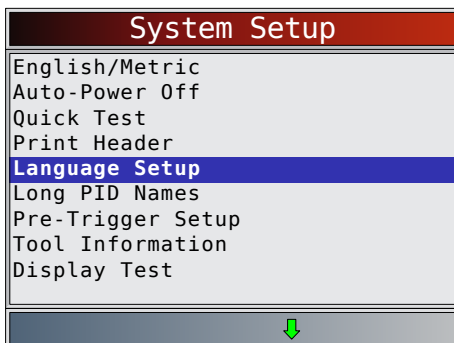 System Setup
English/Metric
Auto-Power Off
Quick Test
Print Header
Language Setup
Long PID Names
Pre-Trigger Setup
Tool Information
Display Test